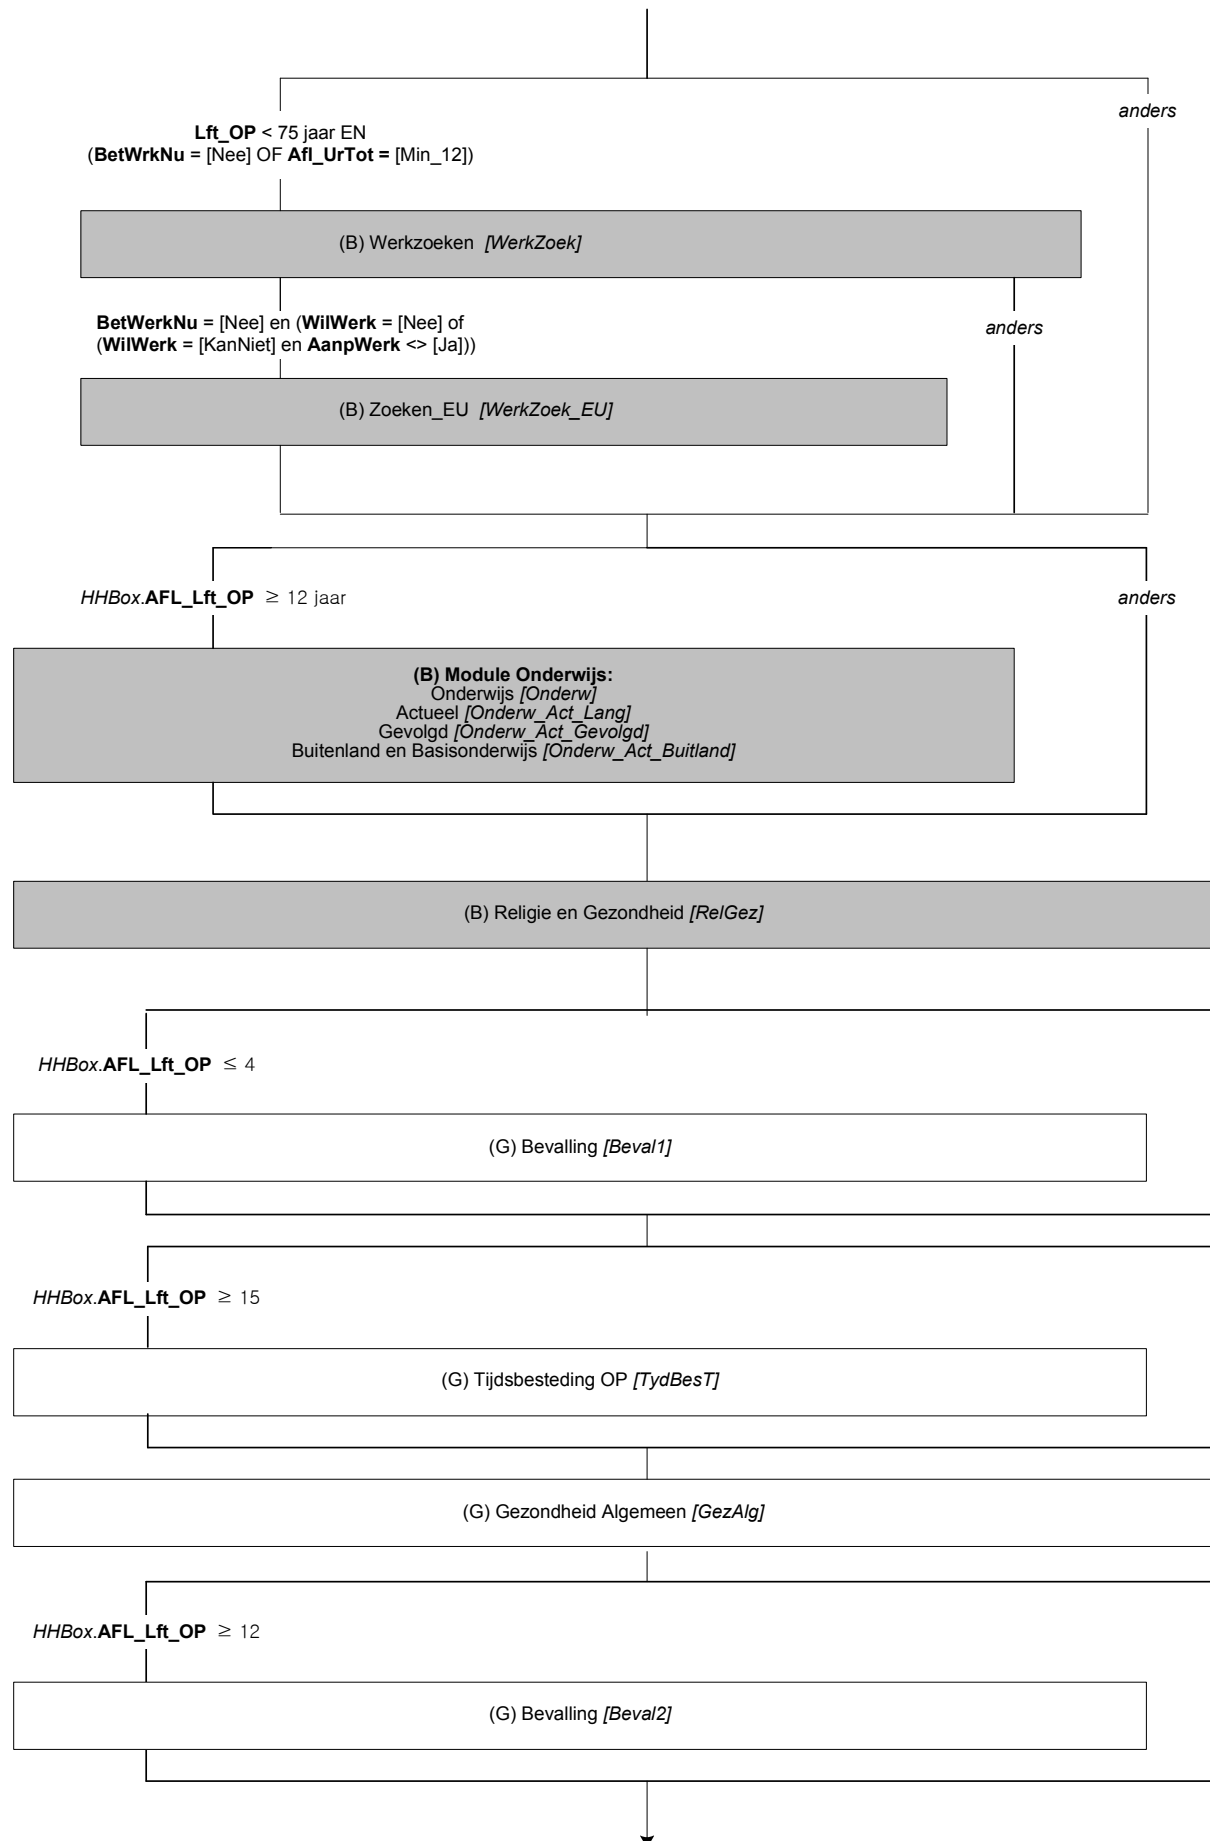 anders
Lft_OP < 75 jaar EN
(BetWrkNu = [Nee] OF Afl_UrTot = [Min_12])
(B) Werkzoeken [WerkZoek]
BetWerkNu = [Nee] en (WilWerk = [Nee] of
(WilWerk = [KanNiet] en AanpWerk <> [Ja]))
anders
(B) Zoeken_EU [WerkZoek_EU]
HHBox.AFL_Lft_OP ≥ 12 jaar
anders
(B) Module Onderwijs:
Onderwijs [Onderw]
Actueel [Onderw_Act_Lang]
Gevolgd [Onderw_Act_Gevolgd]
Buitenland en Basisonderwijs [Onderw_Act_Buitland]
(B) Religie en Gezondheid [RelGez]
HHBox.AFL_Lft_OP ≤ 4
(G) Bevalling [Beval1]
HHBox.AFL_Lft_OP ≥ 15
(G) Tijdsbesteding OP [TydBesT]
(G) Gezondheid Algemeen [GezAlg]
HHBox.AFL_Lft_OP ≥ 12
(G) Bevalling [Beval2]